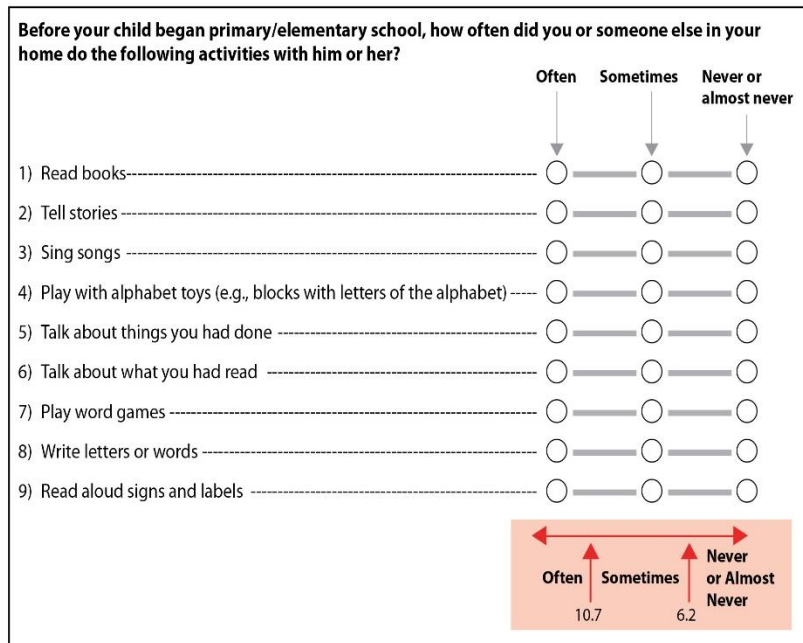 Before your child began primary/elementary school, how often did you or someone else in your
home do the following activities with him or her?
Often Sometimes Never or
almost never
1) Read books
2) Tell stories
3) Sing songs
4) Play with alphabet toys (e.g., blocks with letters of the alphabet)
5) Talk about things you had done
6) Talk about what you had read
7) Play word games
8) Write letters or words
9) Read aloud signs and labels
Often Sometimes Never
or Almost
Never
10.7 6.2